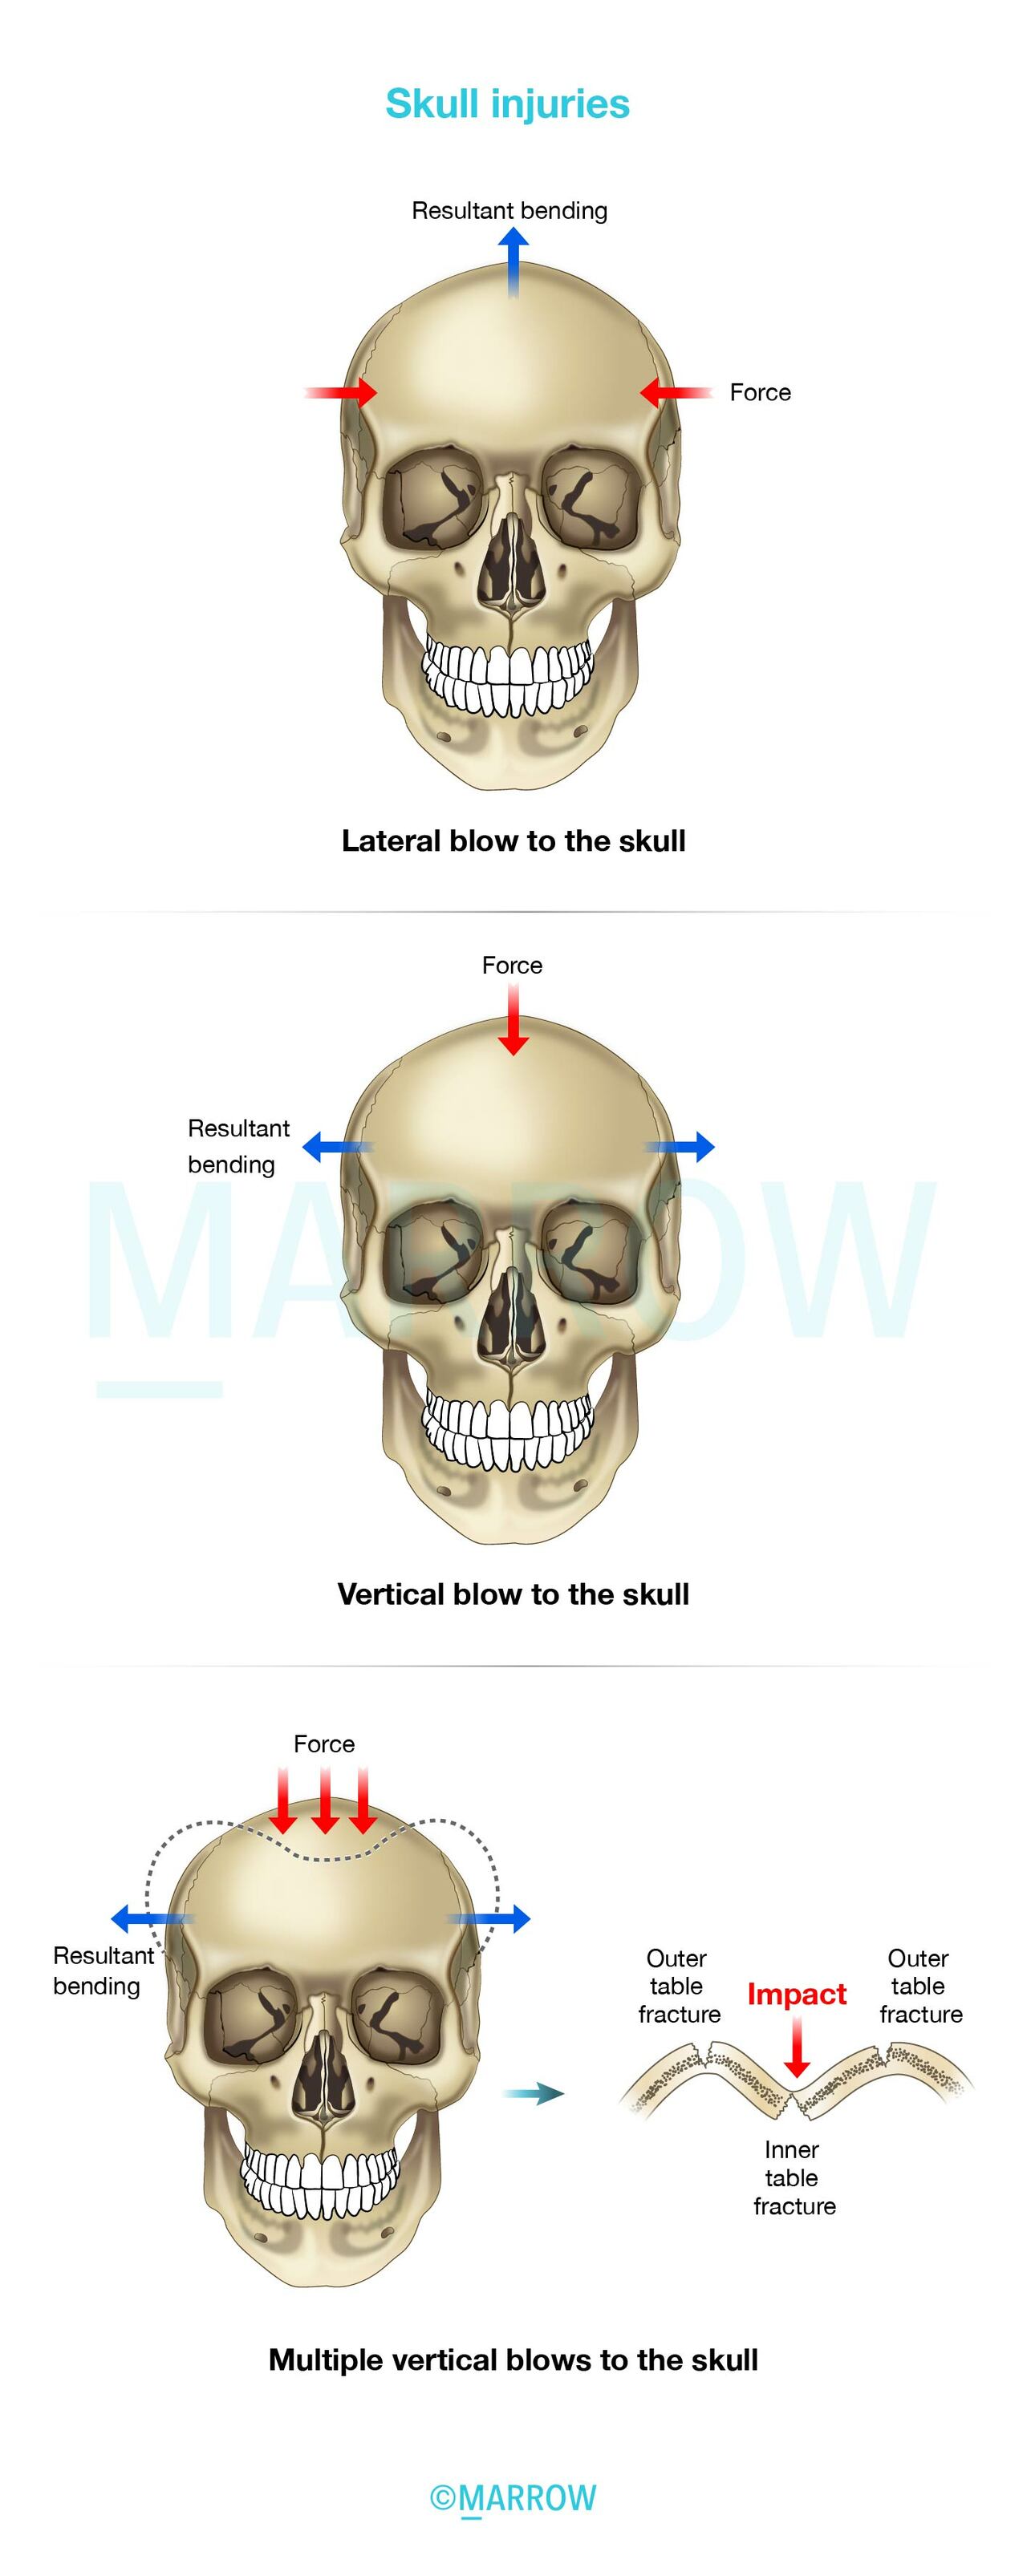 Skull injuries
Resultant bending
Force
Lateral blow to the skull
Force
Resultant
bending
MARROW
Vertical blow to the skull
Force
Resultant
bending
Outer
table
fracture
Impact
Outer
table
fracture
Inner
table
fracture
Multiple vertical blows to the skull
©MARROW